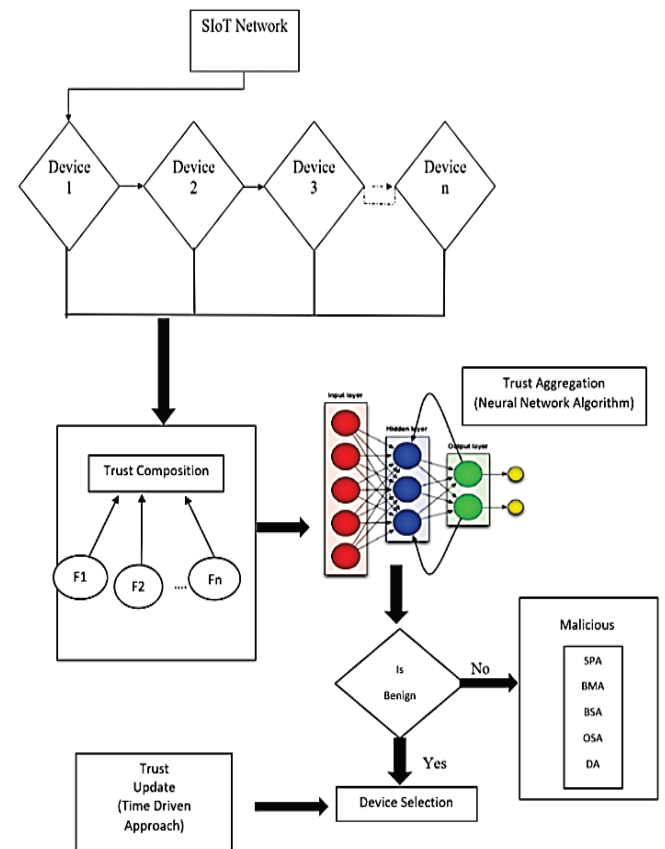 SIoT Network
Device
1
Device
2
Device
3
Device
n
Trust Aggregation
(Neural Network Algorithm)
Input layer
Hidden layer
Output layer
Trust Composition
F1
F2
....
Fn
Is
Benign
No
Yes
Malicious
SPA
BMA
BSA
OSA
DA
Trust
Update
(Time Driven
Approach)
Device Selection